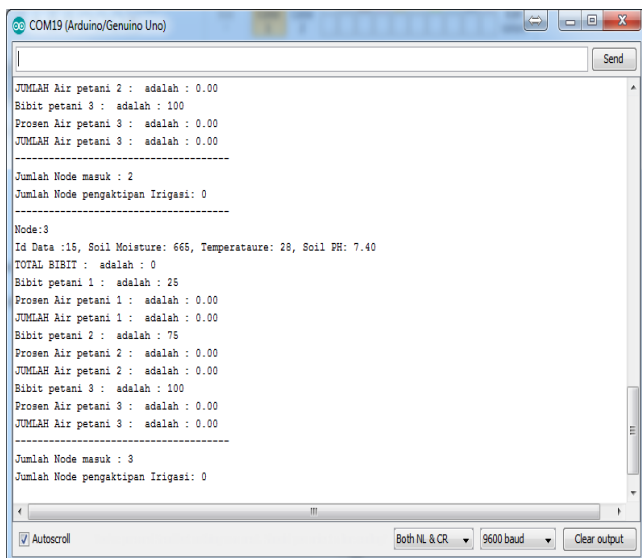 COM19 (Arduino/Genuino Uno)
Send
JUMLAH Air petani 2 :  adalah : 0.00
Bibit petani 3 :  adalah : 100
Prosen Air petani 3 :  adalah : 0.00
JUMLAH Air petani 3 :  adalah : 0.00
--------------------------------------
Jumlah Node masuk : 2
Jumlah Node pengaktipan Irigasi: 0
--------------------------------------
Node:3
Id Data :15, Soil Moisture: 665, Temperataure: 28, Soil PH: 7.40
TOTAL BIBIT :  adalah : 0
Bibit petani 1 :  adalah : 25
Prosen Air petani 1 :  adalah : 0.00
JUMLAH Air petani 1 :  adalah : 0.00
Bibit petani 2 :  adalah : 75
Prosen Air petani 2 :  adalah : 0.00
JUMLAH Air petani 2 :  adalah : 0.00
Bibit petani 3 :  adalah : 100
Prosen Air petani 3 :  adalah : 0.00
JUMLAH Air petani 3 :  adalah : 0.00
--------------------------------------
Jumlah Node masuk : 3
Jumlah Node pengaktipan Irigasi: 0
Autoscroll
Both NL & CR
9600 baud
Clear output